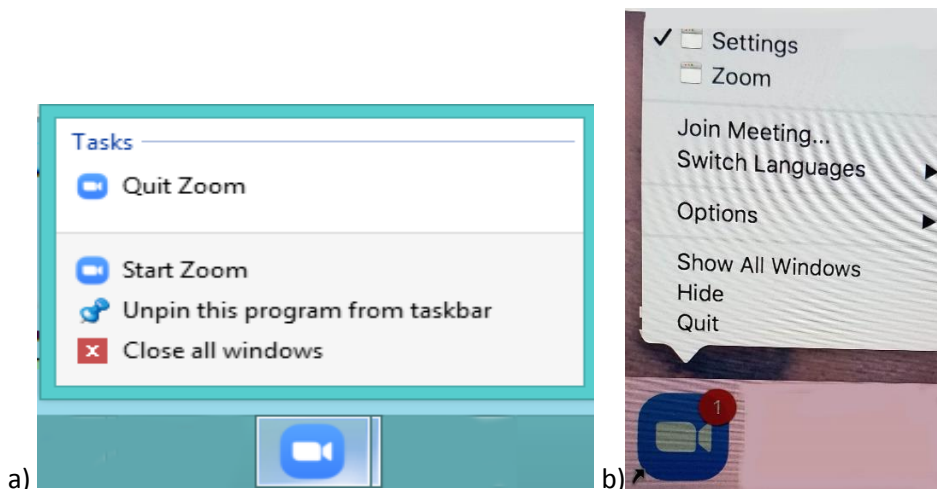 Tasks
Quit Zoom
Start Zoom
Unpin this program from taskbar
Close all windows
a)
Settings
Zoom
Join Meeting...
Switch Languages
Options
Show All Windows
Hide
Quit
1
b)